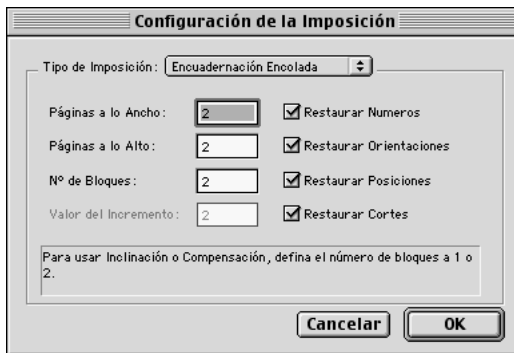 Configuración de la Imposición
Tipo de Imposición: Encuadernación Encolada
Páginas a lo Ancho: 2 Restaurar Numeros
Páginas a lo Alto: 2 Restaurar Orientaciones
Nº de Bloques: 2 Restaurar Posiciones
Valor del Incremento: 2 Restaurar Cortes
Para usar Inclinación o Compensación, defina el número de bloques a 1 o
2.
Cancelar OK